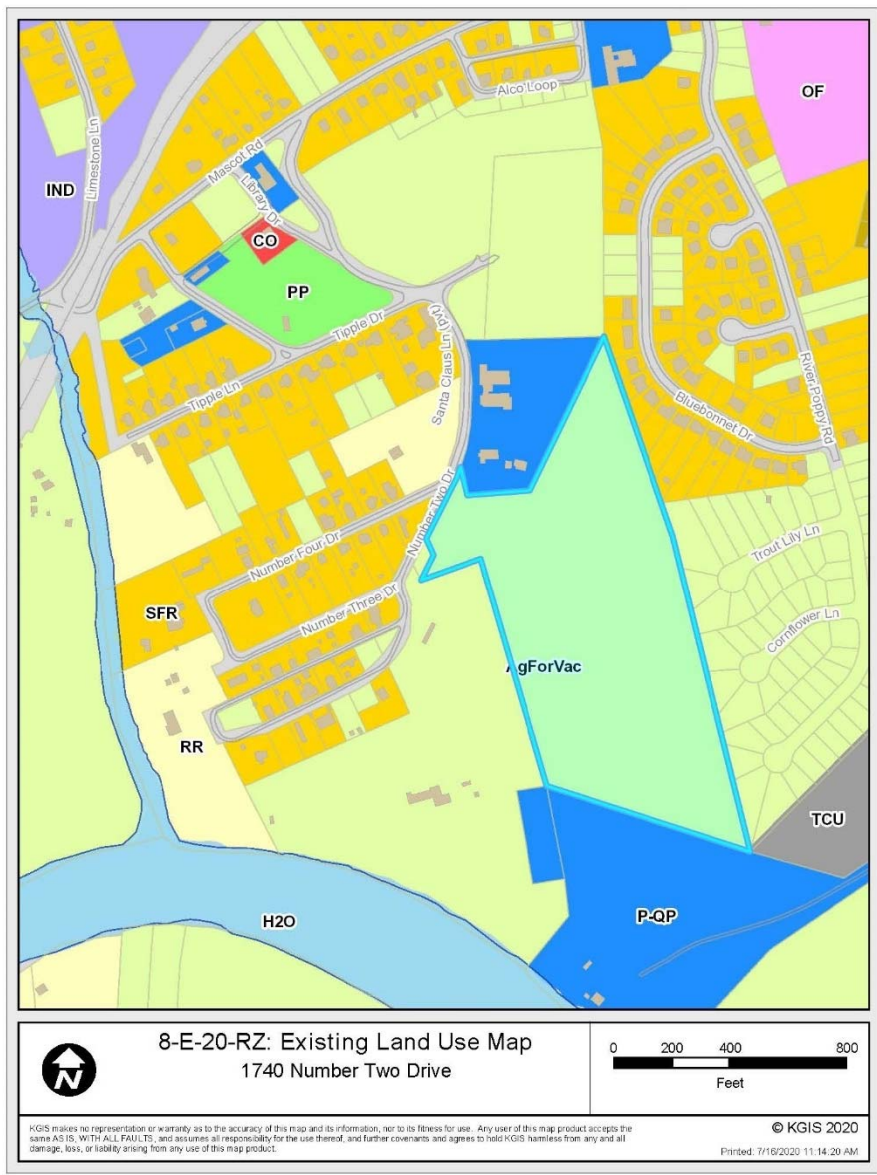 Alco Loop
OF
Limestone Ln
IND
Mascot Rd
Library Dr
CO
PP
Tipple Dr
Santa Claus Ln (pvt)
Tipple Ln
River Poppy Rd
Bluebonnet Dr
Number Two Dr
Number Four Dr
Trout Lily Ln
Number Three Dr
SFR
Cornflower Ln
AgForVac
RR
TCU
H2O
P-QP
N
8-E-20-RZ: Existing Land Use Map
1740 Number Two Drive
0 200 400 800
Feet
KGIS makes no representation or warranty as to the accuracy of this map and its information, nor to its fitness for use. Any user of this map product accepts the
same AS IS, WITH ALL FAULTS, and assumes all responsibility for the use thereof, and further covenants and agrees to hold KGIS harmless from any and all
damage, loss, or liability arising from any use of this map product.
© KGIS 2020
Printed: 7/16/2020 11:14:20 AM